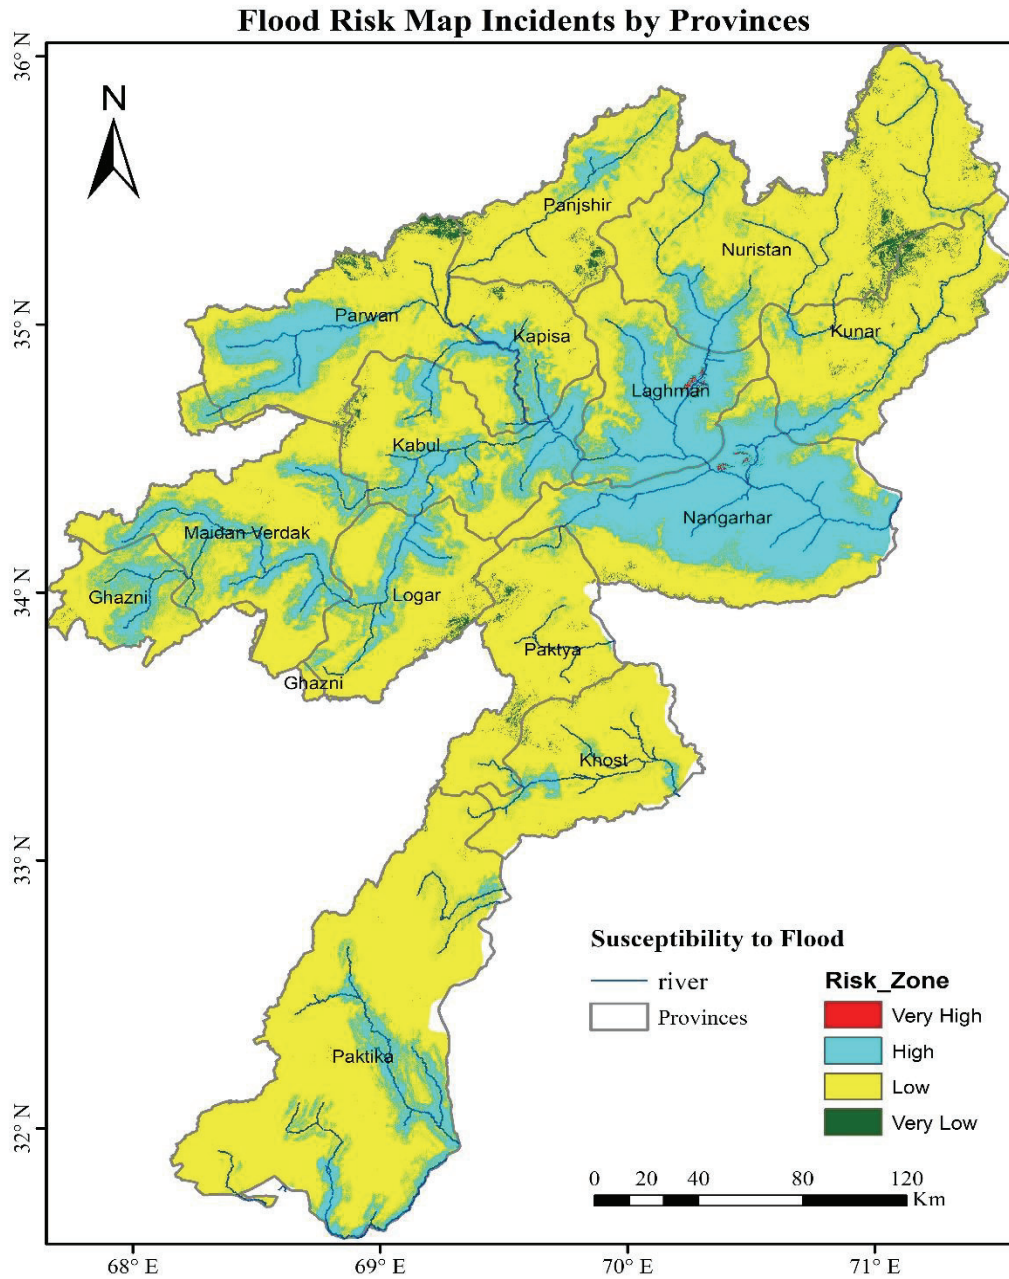 Flood Risk Map Incidents by Provinces
36° N
N
Panjshir
Nuristan
35° N
Parwan
Kapisa
Kunar
Laghman
Kabul
Nangarhar
Maidan Verdak
34° N
Ghazni
Logar
Paktya
Ghazni
Khost
33° N
Susceptibility to Flood
river
Provinces
Risk_Zone
Very High
High
Low
Very Low
Paktika
32° N
0 20 40 80 120
Km
68° E 69° E 70° E 71° E